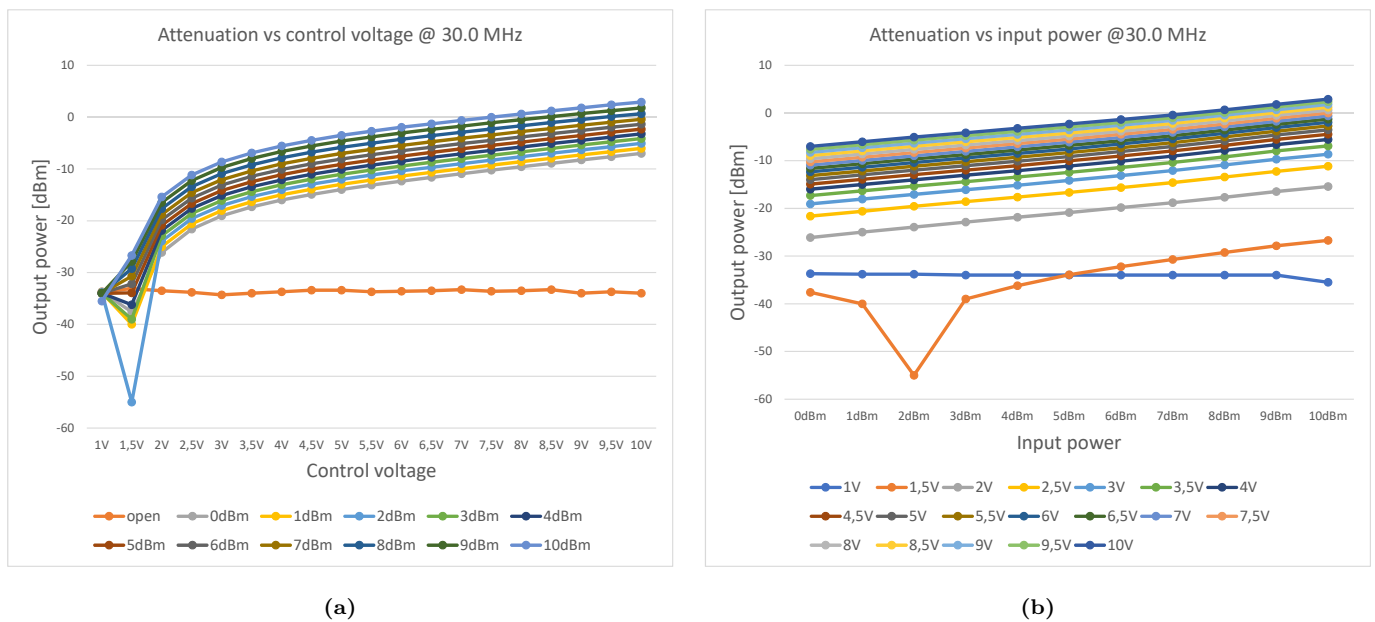 Attenuation vs control voltage @ 30.0 MHz
Output power [dBm]
10
0
-10
-20
-30
-40
-50
-60
1V 1,5V 2V 2,5V 3V 3,5V 4V 4,5V 5V 5,5V 6V 6,5V 7V 7,5V 8V 8,5V 9V 9,5V 10V
Control voltage
open 0dBm 1dBm 2dBm 3dBm 4dBm
5dBm 6dBm 7dBm 8dBm 9dBm 10dBm
(a)
Attenuation vs input power @30.0 MHz
Output power [dBm]
10
0
-10
-20
-30
-40
-50
-60
0dBm 1dBm 2dBm 3dBm 4dBm 5dBm 6dBm 7dBm 8dBm 9dBm 10dBm
Input power
1V 1,5V 2V 2,5V 3V 3,5V 4V
4,5V 5V 5,5V 6V 6,5V 7V 7,5V
8V 8,5V 9V 9,5V 10V
(b)